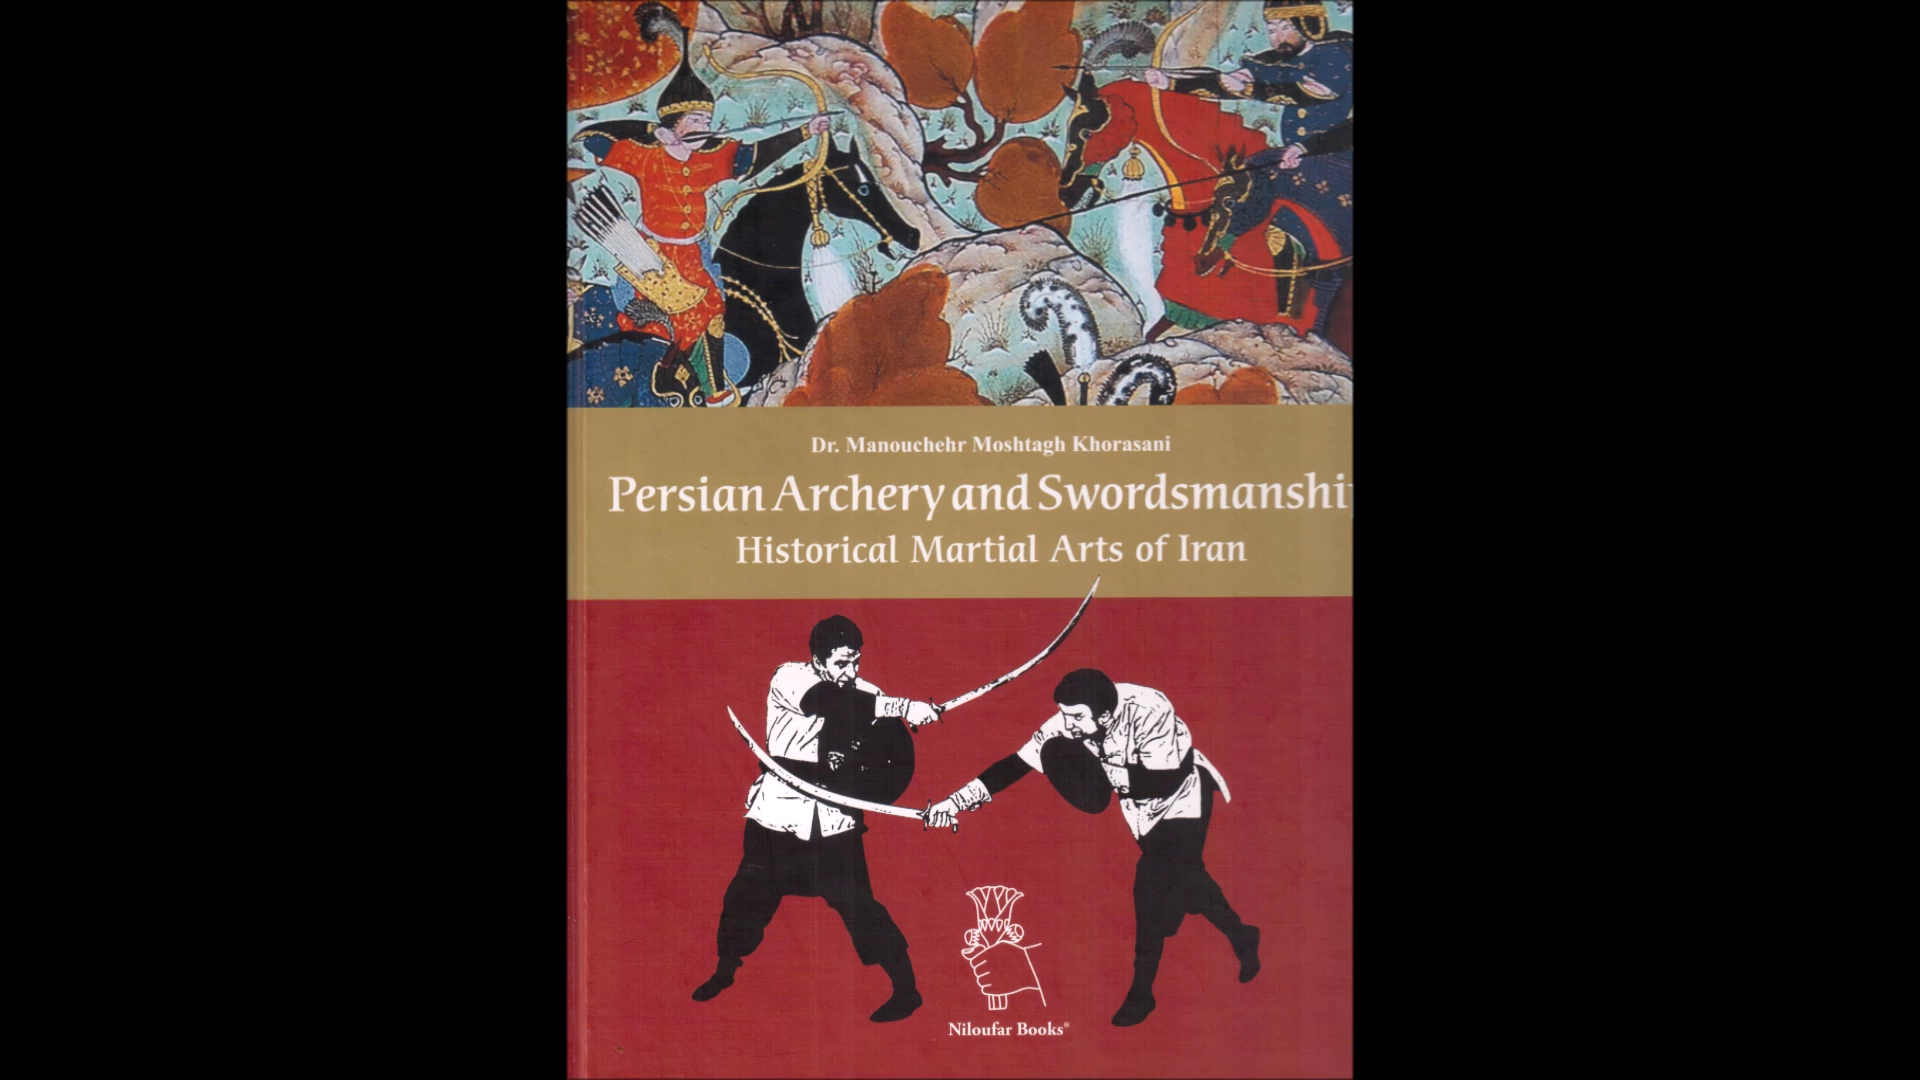 Dr. Manouchehr Moshtagh Khorasani
Persian Archery and Swordsmanshi
Historical Martial Arts of Iran
Niloufar Books®